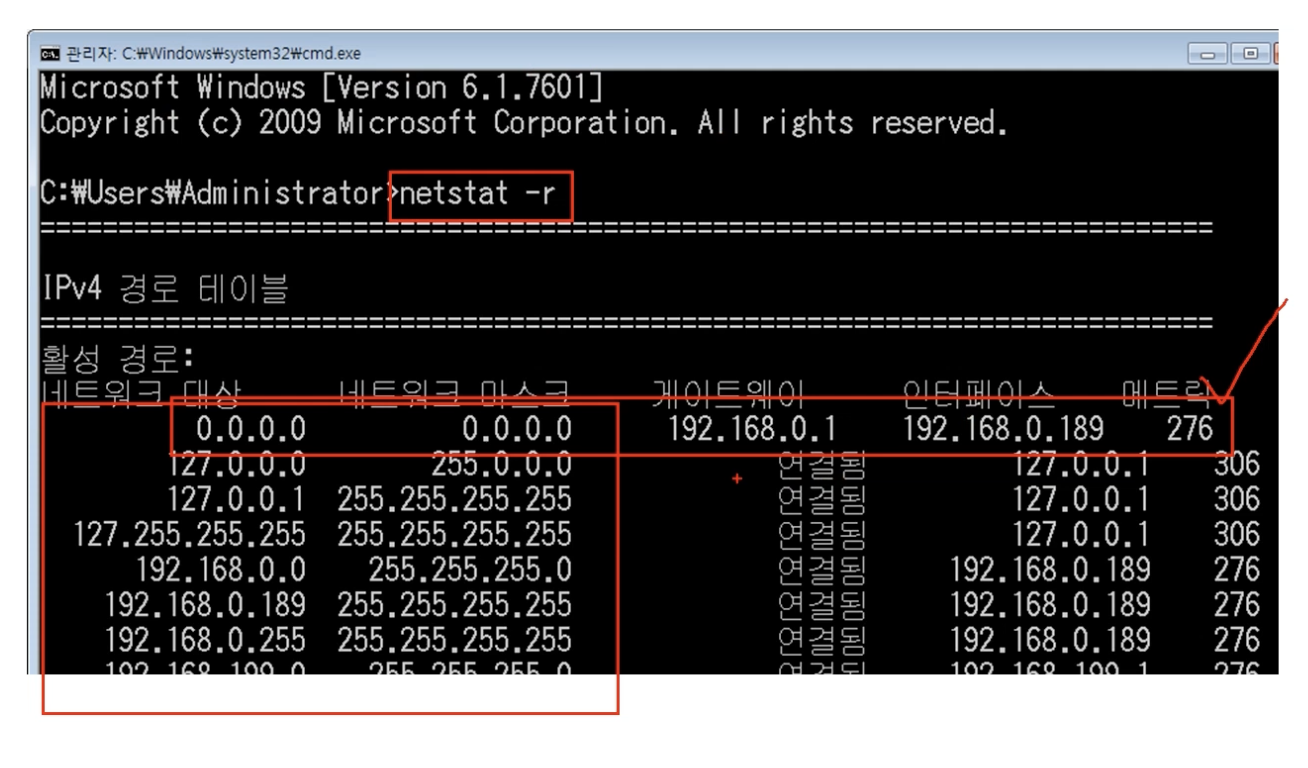 관리자: C:₩Windows₩system32₩cmd.exe
Microsoft Windows [Version 6.1.7601]
Copyright (c) 2009 Microsoft Corporation. All rights reserved.
C:₩Users₩Administrator>netstat -r
===========================================================================
IPv4 경로 테이블
===========================================================================
활성 경로:
네트워크 대상 네트워크 마스크 게이트웨이 인터페이스 메트릭
0.0.0.0 0.0.0.0 192.168.0.1 192.168.0.189 276
127.0.0.0 255.0.0.0 연결됨 127.0.0.1 306
127.0.0.1 255.255.255.255 연결됨 127.0.0.1 306
127.255.255.255 255.255.255.255 연결됨 127.0.0.1 306
192.168.0.0 255.255.255.0 연결됨 192.168.0.189 276
192.168.0.189 255.255.255.255 연결됨 192.168.0.189 276
192.168.0.255 255.255.255.255 연결됨 192.168.0.189 276
192.168.199.0 255.255.255.0 연결됨 192.168.199.1 276